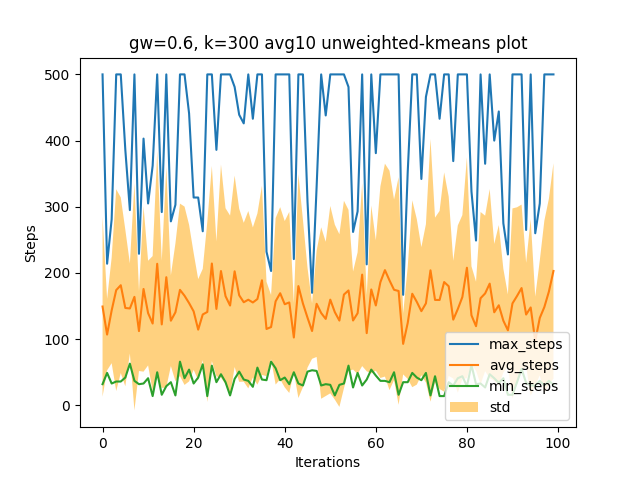 gw=0.6, k=300 avg10 unweighted-kmeans plot
500
400
300
200
100
0
Steps
0
20
40
60
80
100
Iterations
max_steps
avg_steps
min_steps
std